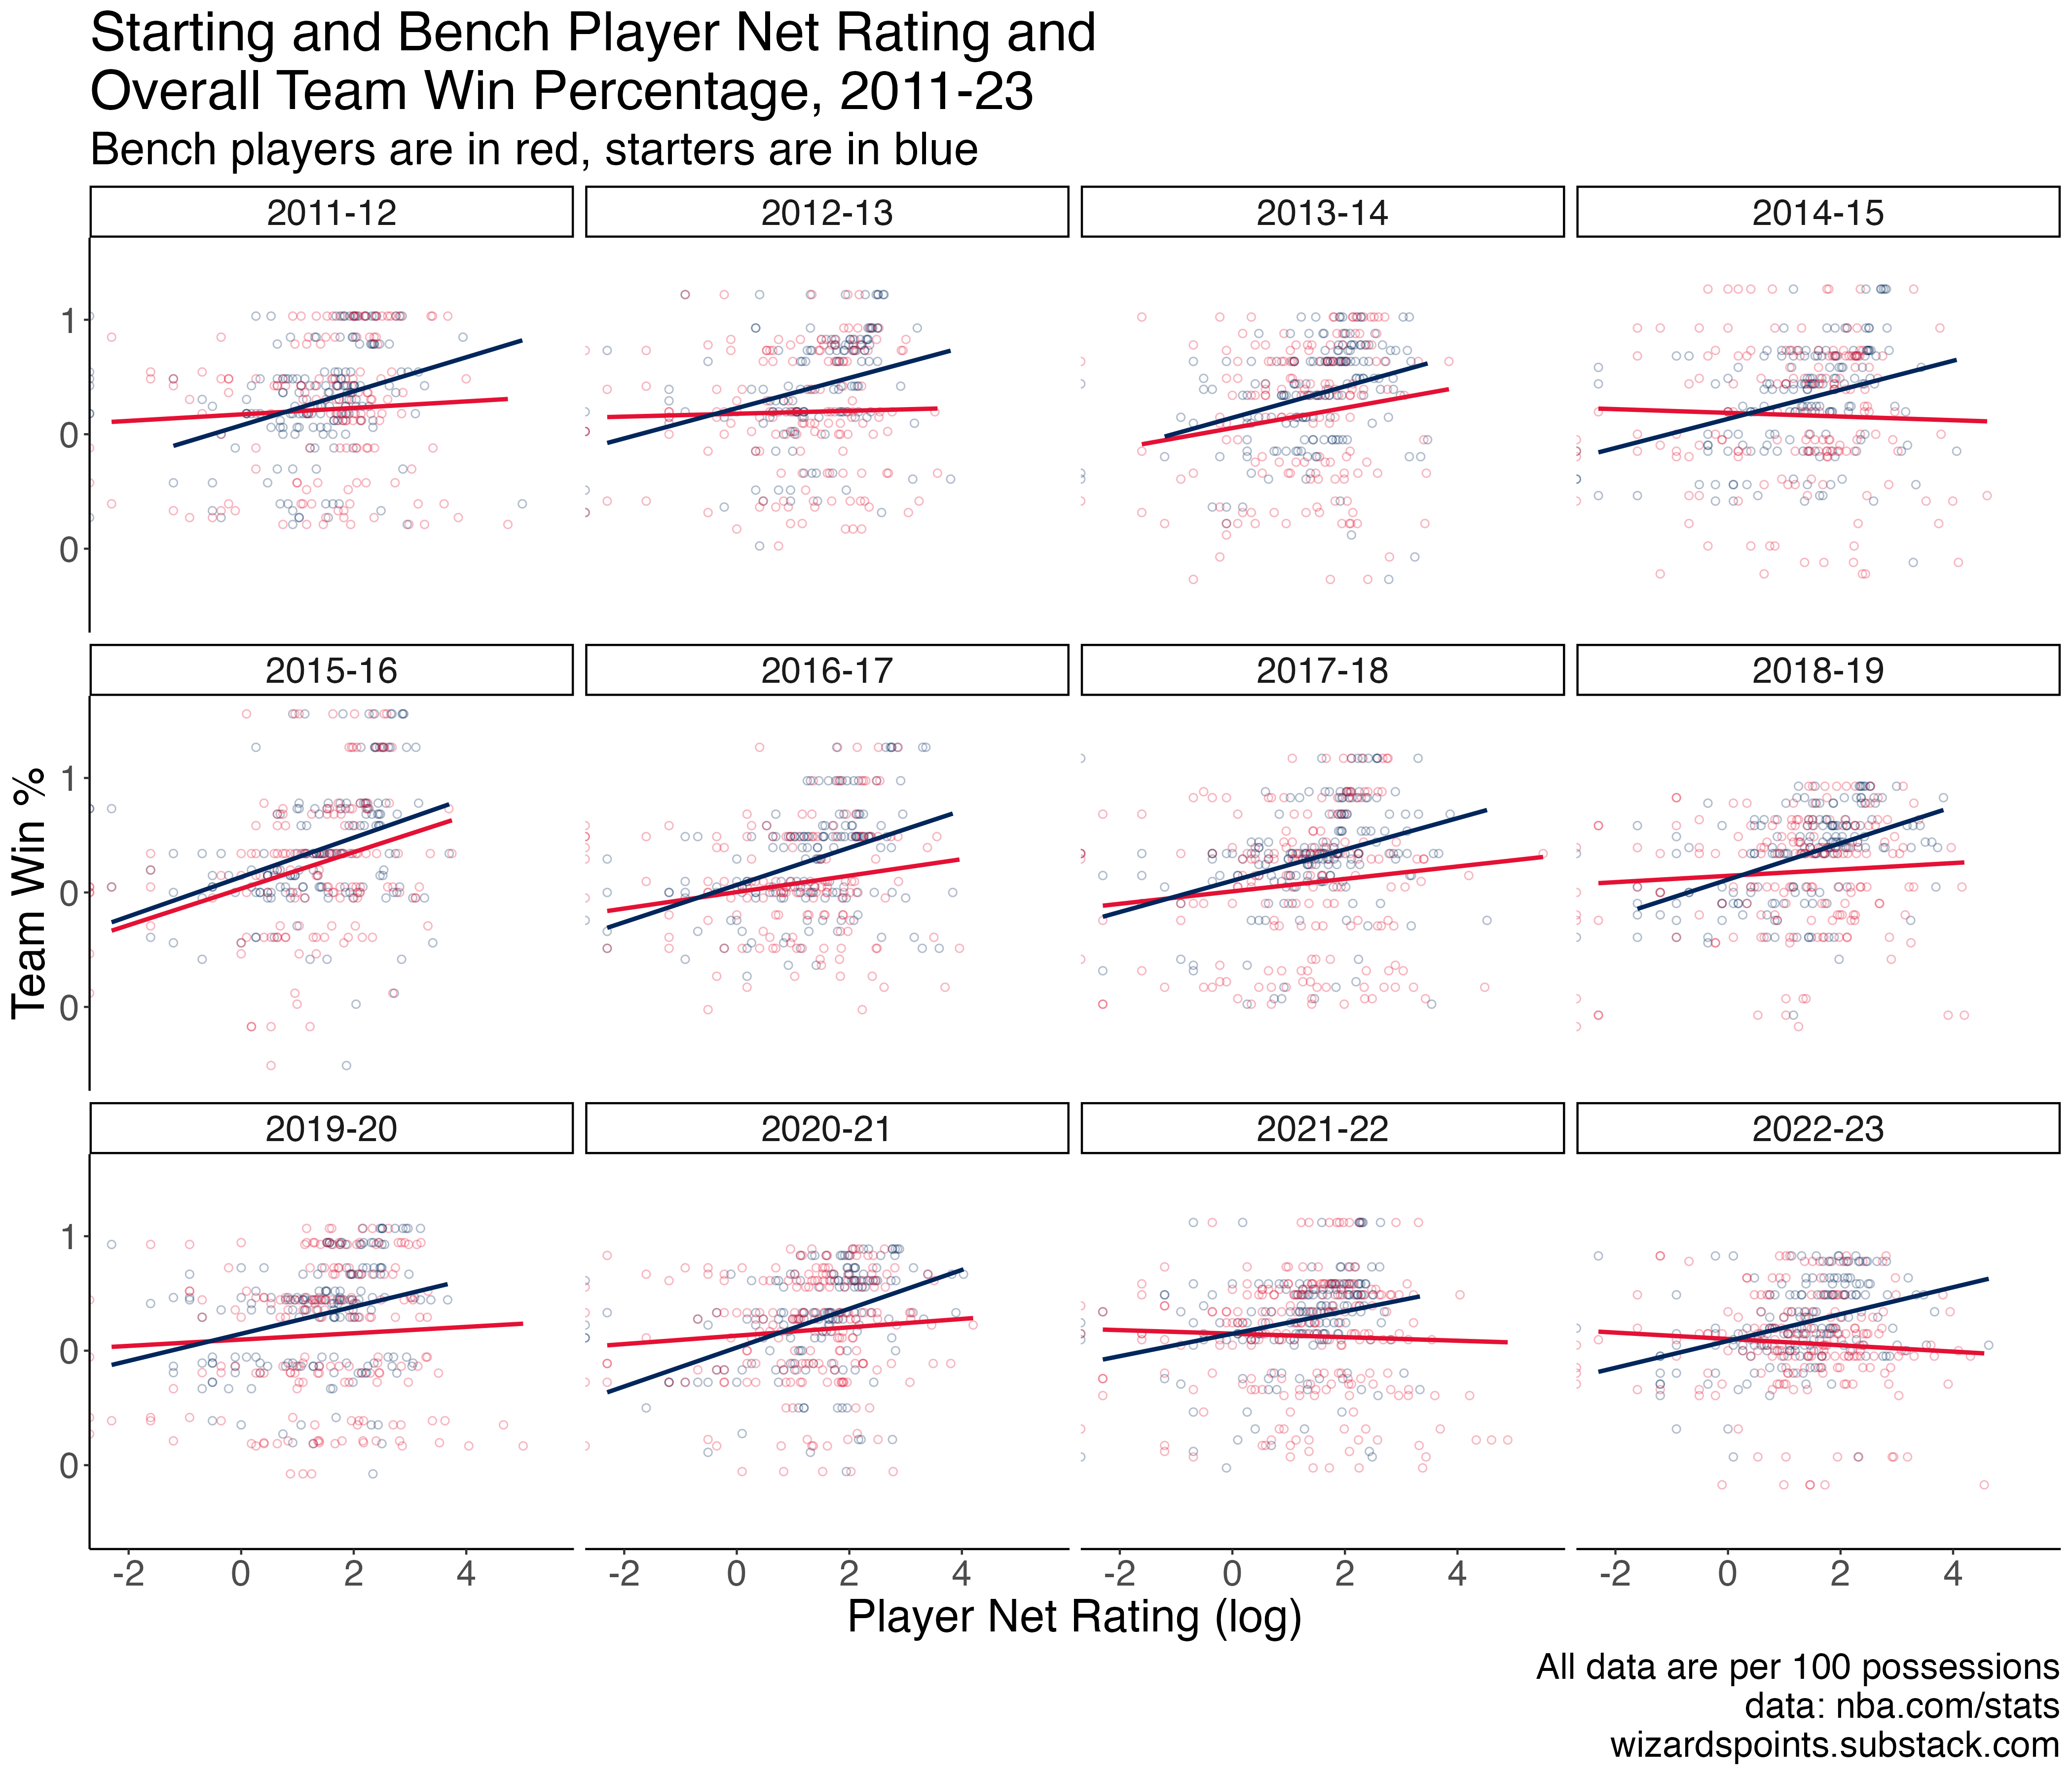 Starting and Bench Player Net Rating and
Overall Team Win Percentage, 2011-23
Bench players are in red, starters are in blue
2011-12 2012-13 2013-14 2014-15
1
0
0
2015-16 2016-17 2017-18 2018-19
Team Win %
1
0
0
2019-20 2020-21 2021-22 2022-23
1
0
0
-2 0 2 4 -2 0 2 4 -2 0 2 4 -2 0 2 4
Player Net Rating (log)
All data are per 100 possessions
data: nba.com/stats
wizardspoints.substack.com